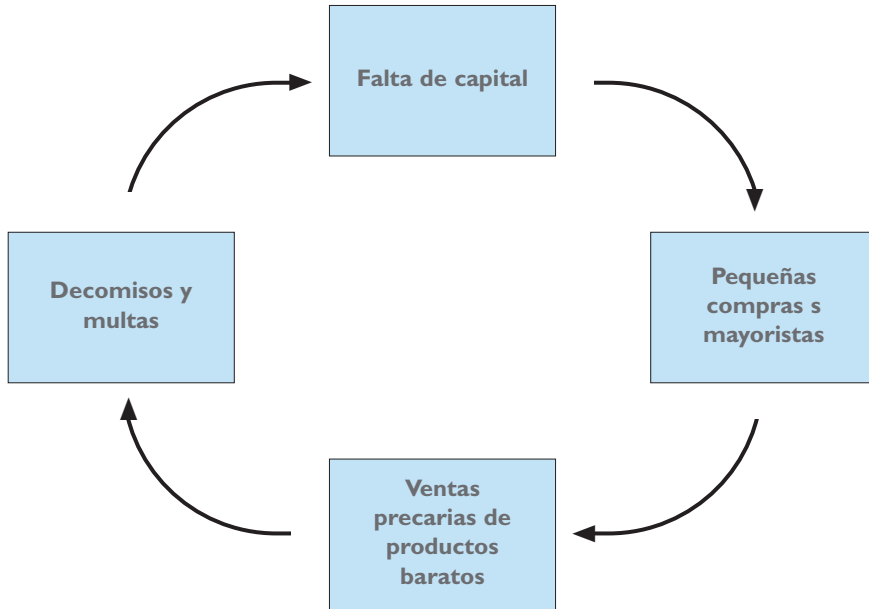 Falta de capital
Pequeñas
compras s
mayoristas
Ventas
precarias de
productos
baratos
Decomisos y
multas